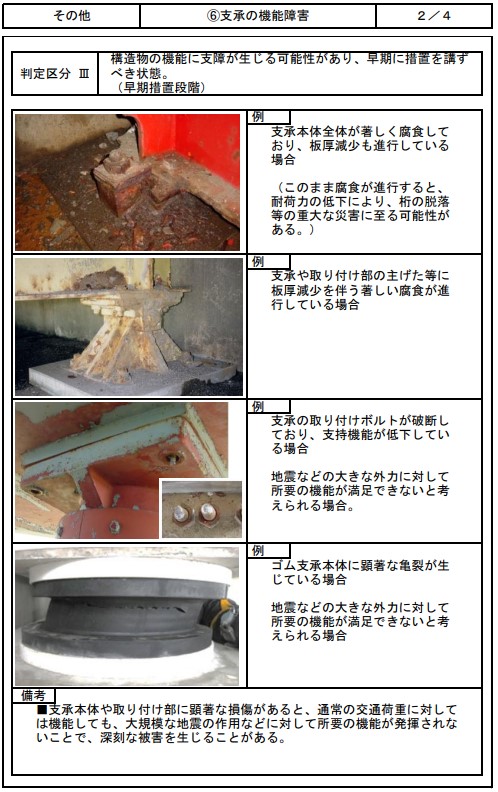 その他
⑥支承の機能障害
２／４
判定区分 Ⅲ
構造物の機能に支障が生じる可能性があり、早期に措置を講ず
べき状態。
（早期措置段階）
例
支承本体全体が著しく腐食して
おり、板厚減少も進行している
場合
（このまま腐食が進行すると、
耐荷力の低下により、桁の脱落
等の重大な災害に至る可能性が
ある。）
例
支承や取り付け部の主げた等に
板厚減少を伴う著しい腐食が進
行している場合
例
支承の取り付けボルトが破断し
ており、支持機能が低下してい
る場合
地震などの大きな外力に対して
所要の機能が満足できないと考
えられる場合。
例
ゴム支承本体に顕著な亀裂が生
じている場合
地震などの大きな外力に対して
所要の機能が満足できないと考
えられる場合
備考
■支承本体や取り付け部に顕著な損傷があると、通常の交通荷重に対して
は機能しても、大規模な地震の作用などに対して所要の機能が発揮されな
いことで、深刻な被害を生じることがある。